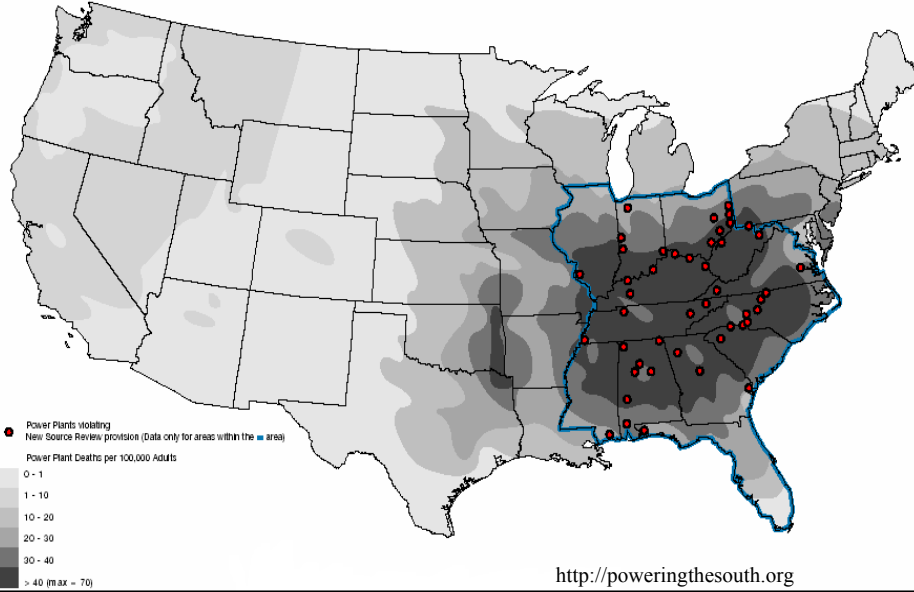 Power Plants violating
New Source Review provision (Data only for areas within the area)
Power Plant Deaths per 100,000 Adults
0 - 1
1 - 10
10 - 20
20 - 30
30 - 40
> 40 (max = 70)
http://poweringthesouth.org